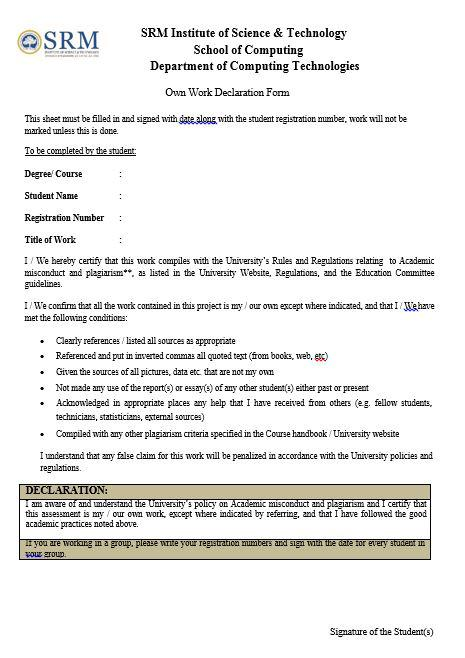 SRM
SRM Institute of Science & Technology
School of Computing
Department of Computing Technologies
Own Work Declaration Form
This sheet must be filled in and signed with date along with the student registration number, work will not be
marked unless this is done.
To be completed by the student:
Degree/ Course :
Student Name :
Registration Number :
Title of Work :
I / We hereby certify that this work compiles with the University's Rules and Regulations relating to Academic
misconduct and plagiarism**, as listed in the University Website, Regulations, and the Education Committee
guidelines.
I / We confirm that all the work contained in this project is my / our own except where indicated, and that I / We have
met the following conditions:
• Clearly references / listed all sources as appropriate
• Referenced and put in inverted commas all quoted text (from books, web, etc)
• Given the sources of all pictures, data etc. that are not my own
• Not made any use of the report(s) or essay(s) of any other student(s) either past or present
• Acknowledged in appropriate places any help that I have received from others (e.g. fellow students,
technicians, statisticians, external sources)
• Compiled with any other plagiarism criteria specified in the Course handbook / University website
I understand that any false claim for this work will be penalized in accordance with the University policies and
regulations.
DECLARATION:
I am aware of and understand the University's policy on Academic misconduct and plagiarism and I certify that
this assessment is my / our own work, except where indicated by referring, and that I have followed the good
academic practices noted above.
If you are working in a group, please write your registration numbers and sign with the date for every student in
your group.
Signature of the Student(s)